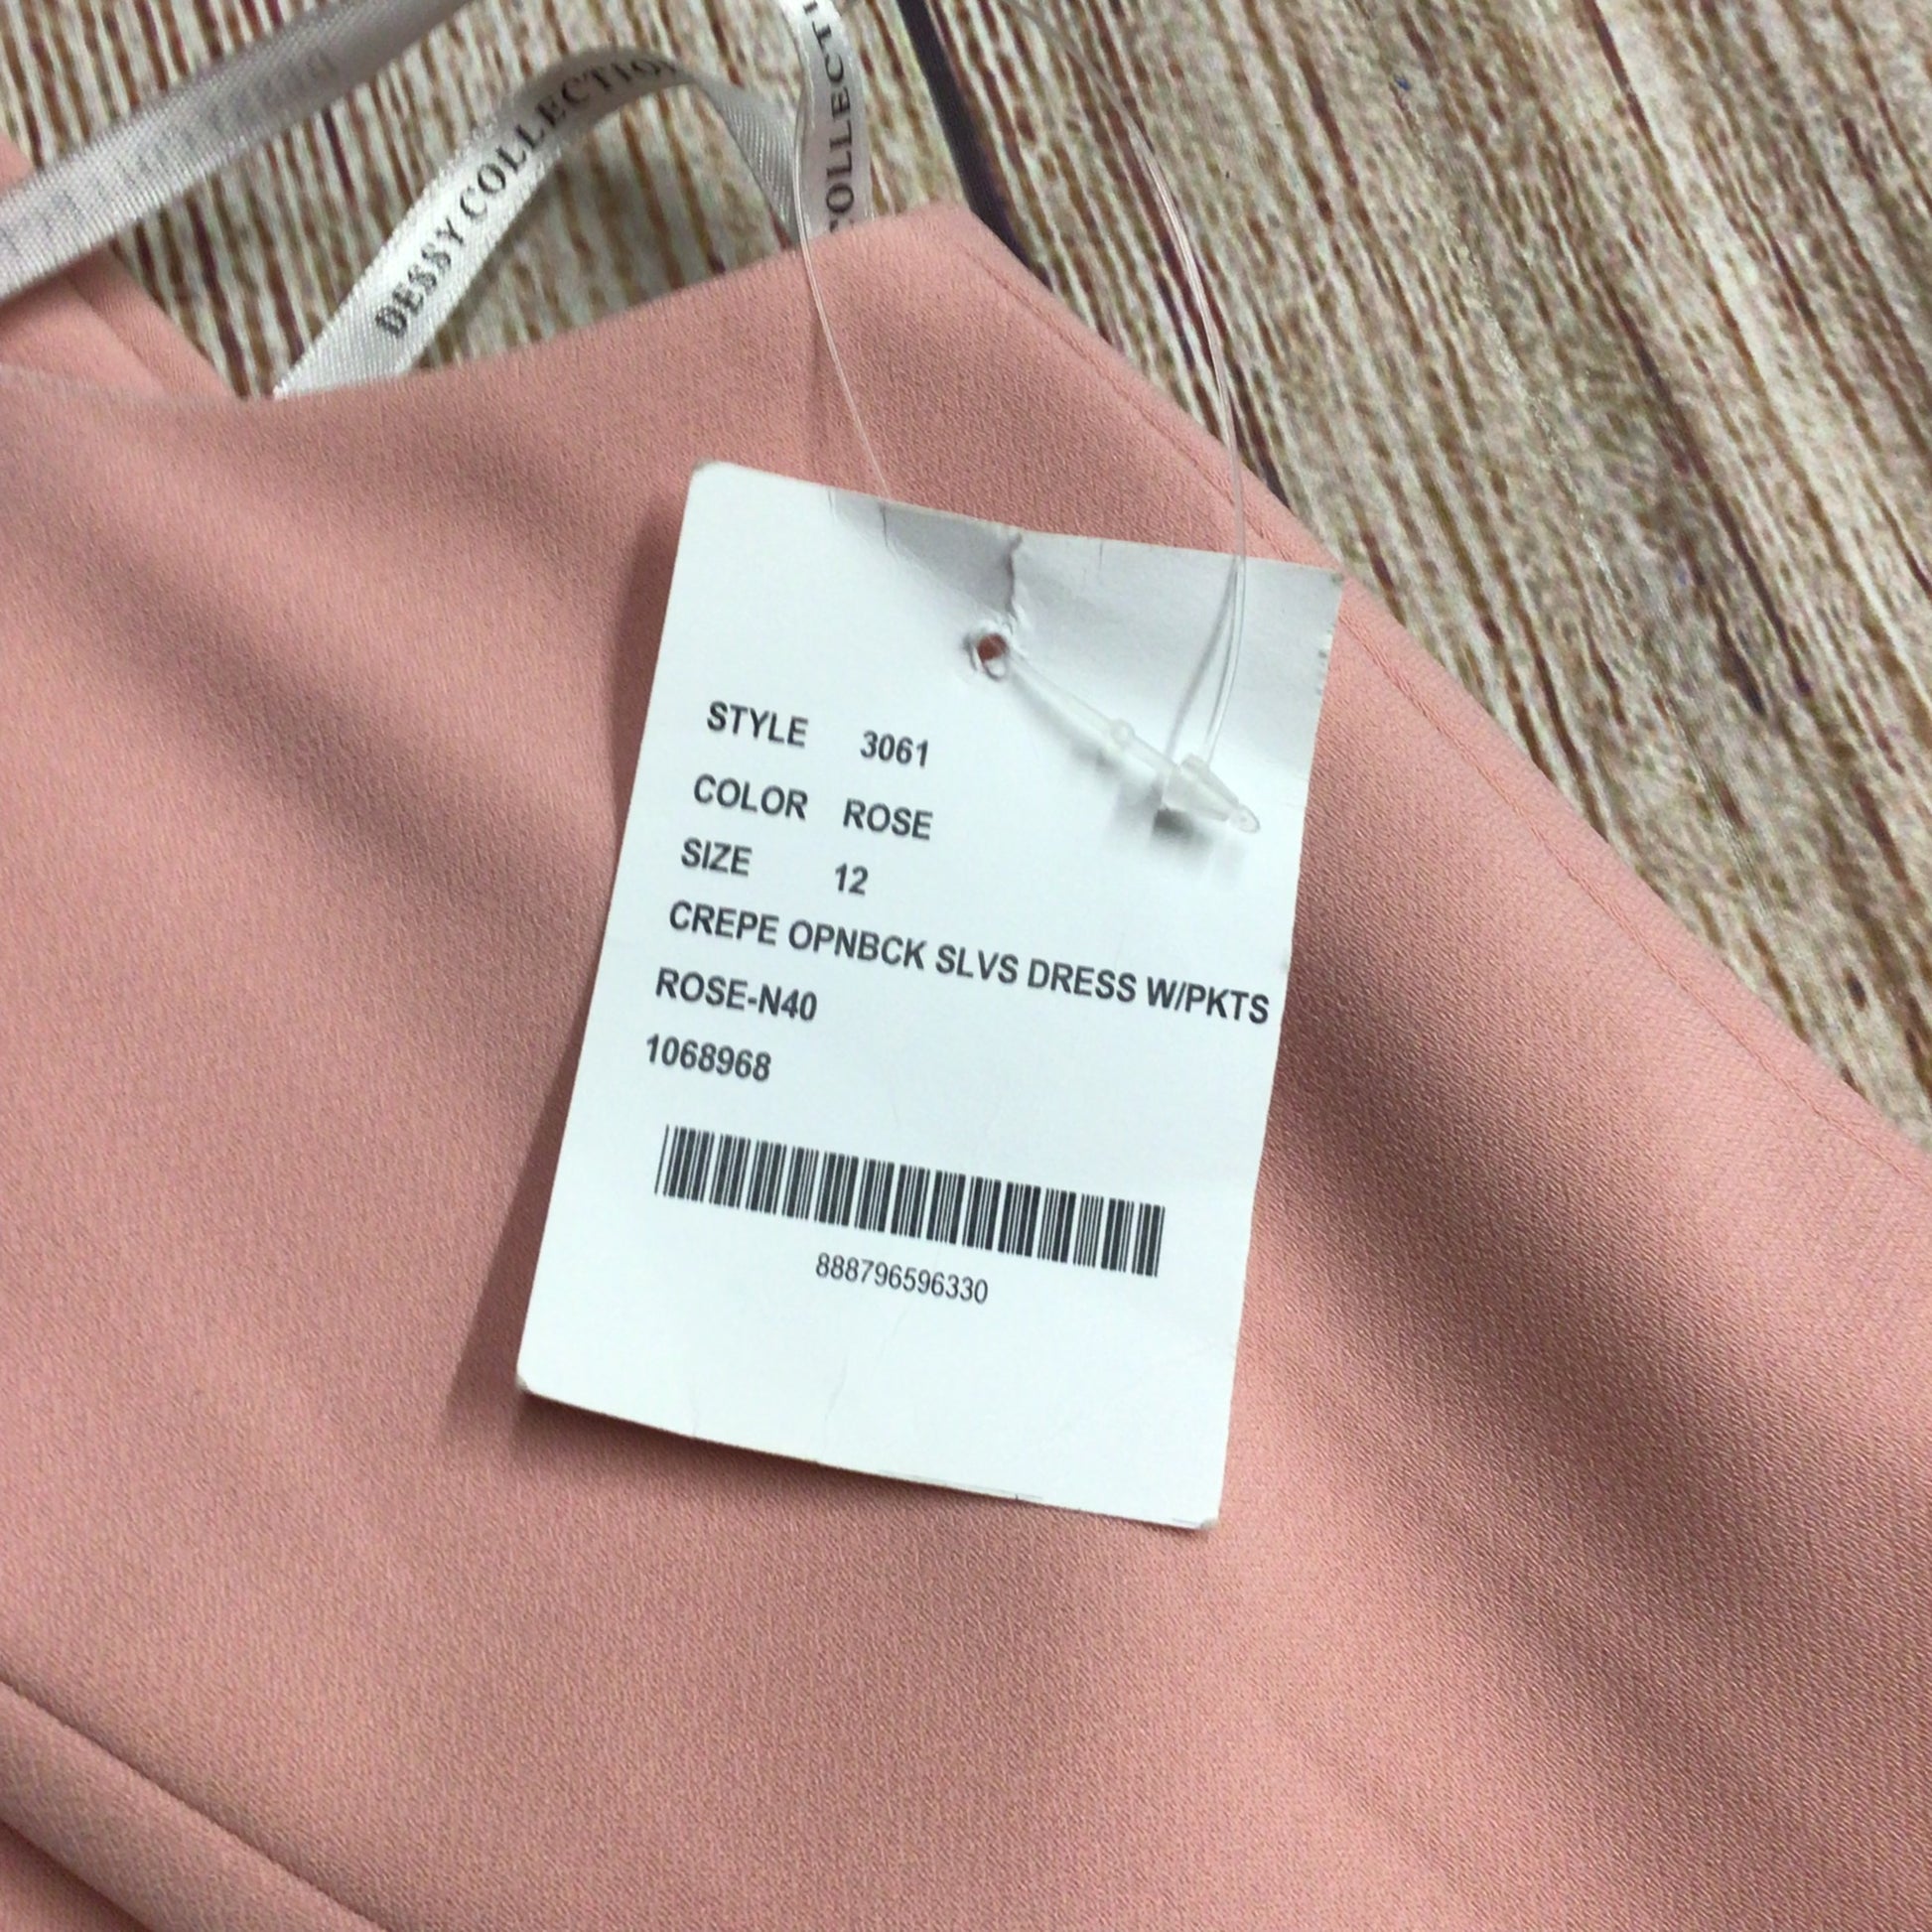 DESSY COLLECTION
COLLECTI
STYLE 3061
COLOR ROSE
SIZE 12
CREPE OPNBCK SLVS DRESS W/PKTS
ROSE-N40
1068968
888796596330